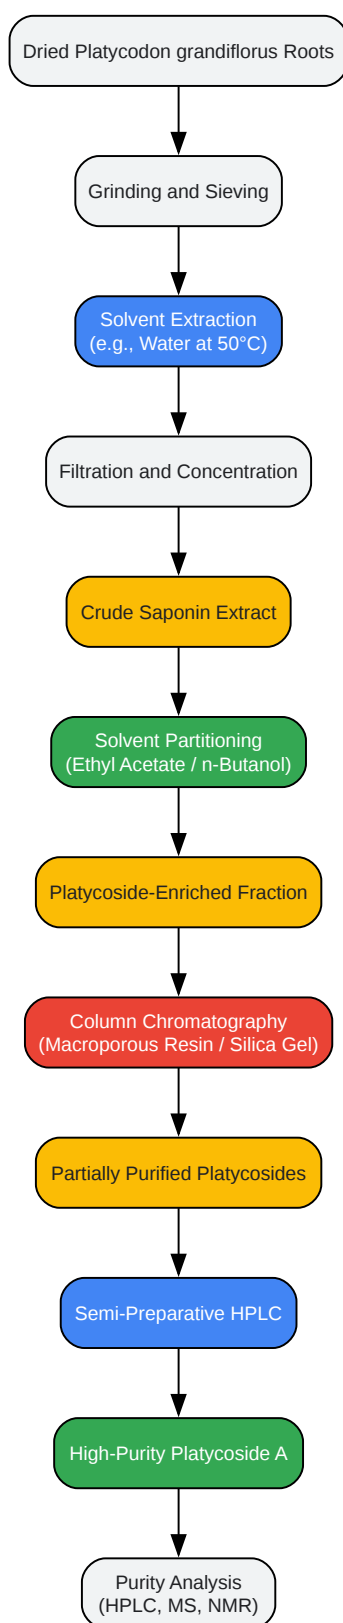 Dried Platycodon grandiflorus Roots
Grinding and Sieving
Solvent Extraction
(e.g., Water at 50°C)
Filtration and Concentration
Crude Saponin Extract
Solvent Partitioning
(Ethyl Acetate / n-Butanol)
Platycoside-Enriched Fraction
Column Chromatography
(Macroporous Resin / Silica Gel)
Partially Purified Platycosides
Semi-Preparative HPLC
High-Purity Platycoside A
Purity Analysis
(HPLC, MS, NMR)